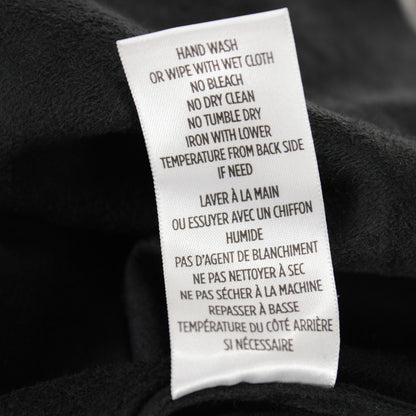 HAND WASH
OR WIPE WITH WET CLOTH
NO BLEACH
NO DRY CLEAN
NO TUMBLE DRY
IRON WITH LOWER
TEMPERATURE FROM BACK SIDE
IF NEED
LAVER À LA MAIN
OU ESSUYER AVEC UN CHIFFON
HUMIDE
PAS D'AGENT DE BLANCHIMENT
NE PAS NETTOYER À SEC
NE PAS SÉCHER À LA MACHINE
REPASSER À BASSE
TEMPÉRATURE DU CÔTÉ ARRIÈRE
SI NÉCESSAIRE